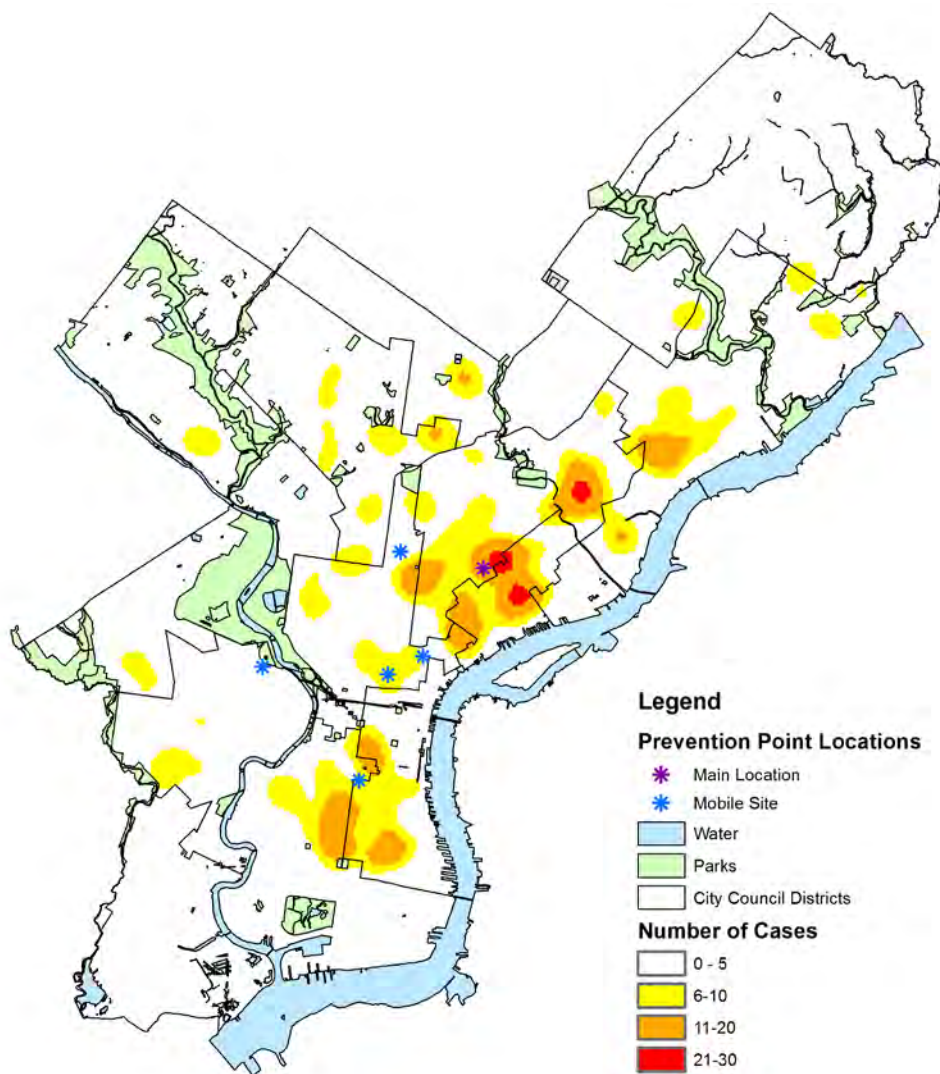 Legend
Prevention Point Locations
Main Location
Mobile Site
Water
Parks
City Council Districts
Number of Cases
0 - 5
6-10
11-20
21-30